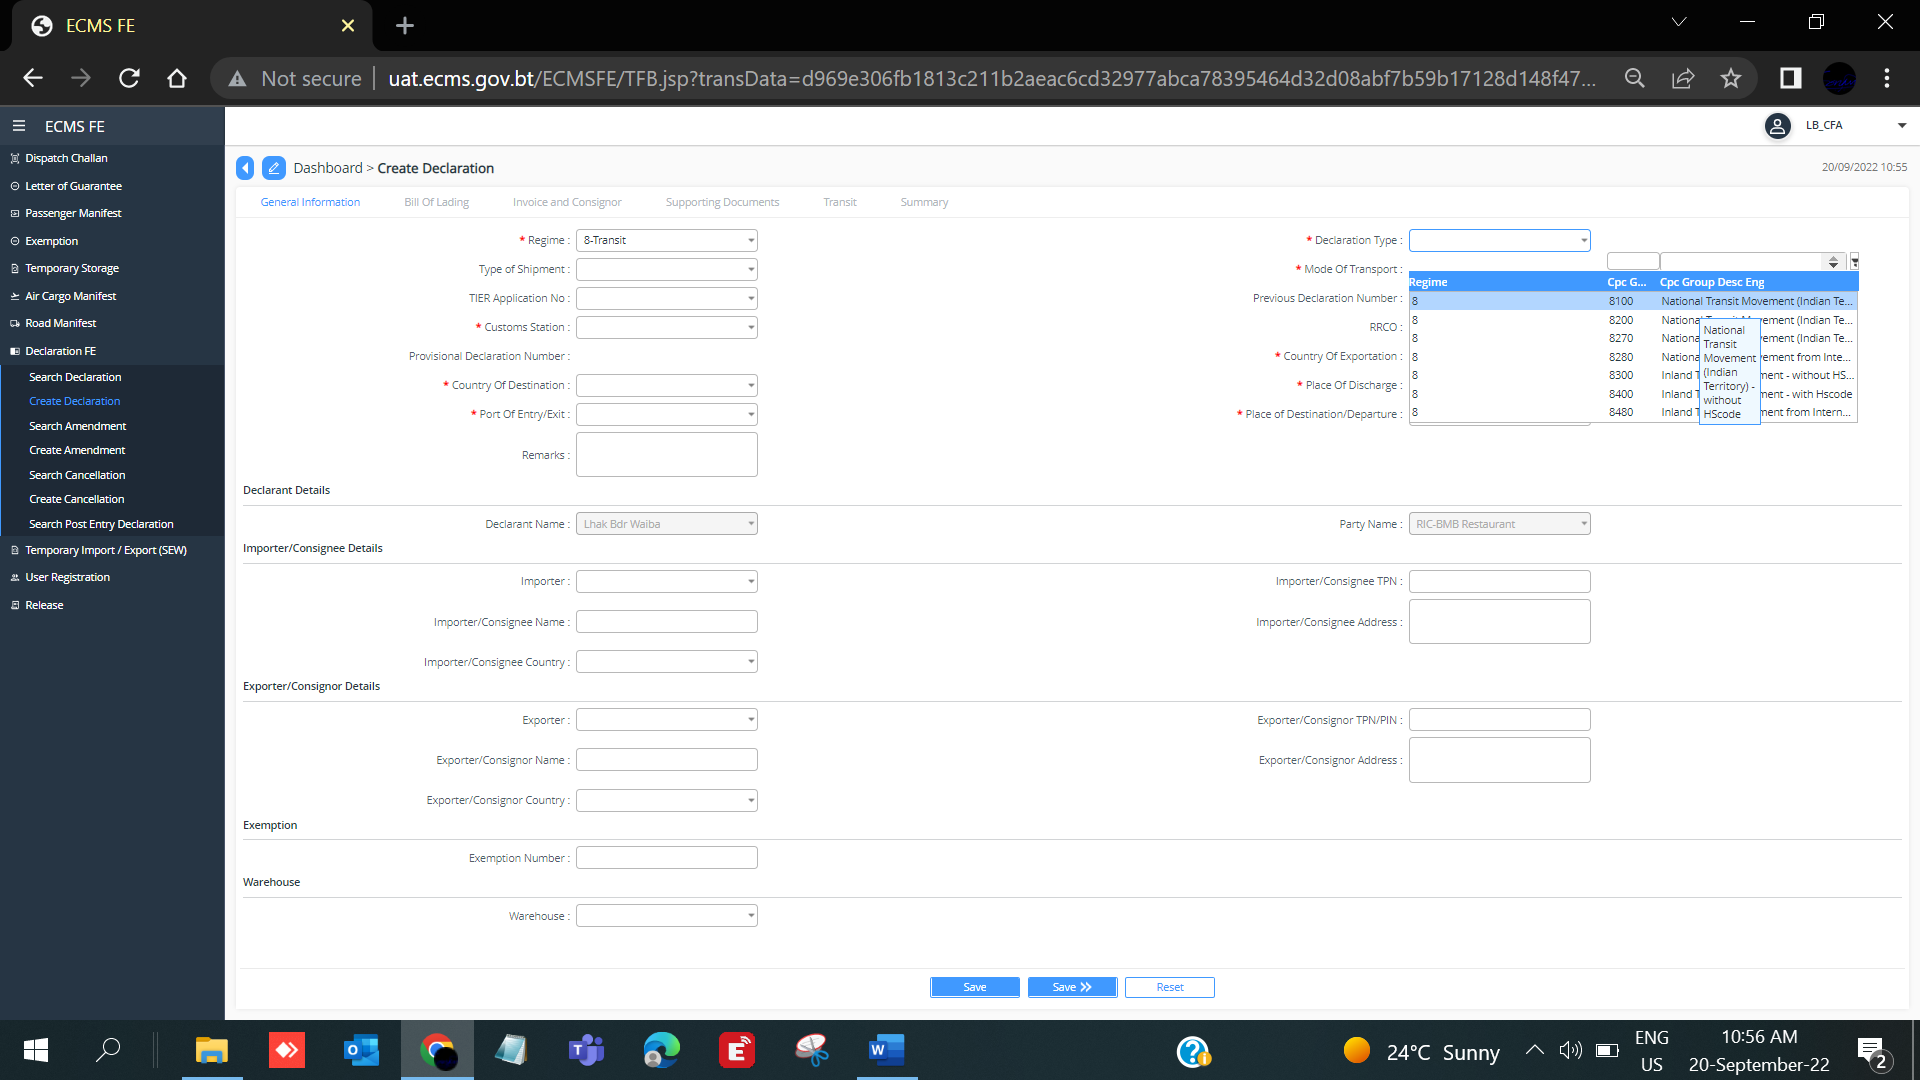 ECMS FE
Not secure
uat.ecms.gov.bt/ECMSFE/TFB.jsp?transData=d969e306fb1813c211b2aeac6cd32977abca78395464d32d08abf7b59b17128d148f47...
ECMS FE
LB_CFA
Dispatch Challan
Letter of Guarantee
Passenger Manifest
Exemption
Temporary Storage
Air Cargo Manifest
Road Manifest
Declaration FE
Search Declaration
Create Declaration
Search Amendment
Create Amendment
Search Cancellation
Create Cancellation
Search Post Entry Declaration
Temporary Import / Export (SEW)
User Registration
Release
Dashboard > Create Declaration
20/09/2022 10:55
General Information Bill Of Lading Invoice and Consignor Supporting Documents Transit Summary
* Regime : 8-Transit
* Declaration Type :
Type of Shipment :
* Mode Of Transport :
TIER Application No :
Previous Declaration Number :
* Customs Station :
RRCO :
Provisional Declaration Number :
* Country Of Exportation :
* Country Of Destination :
* Place Of Discharge :
* Port Of Entry/Exit :
* Place of Destination/Departure :
Remarks :
Regime Cpc G... Cpc Group Desc Eng
8 8100 National Transit Movement (Indian Te...
8 8200 National Transit Movement (Indian Te...
8 8270 National vement (Indian Te...
8 8280 Nationa vement from Inte...
8 8300 Inland T ment - without HS...
8 8400 Inland T ment - with Hscode
8 8480 Inland T ement from Intern...
National
Transit
Movement
(Indian
Territory) -
without
HScode
Declarant Details
Declarant Name : Lhak Bdr Waiba
Party Name : RIC-BMB Restaurant
Importer/Consignee Details
Importer :
Importer/Consignee TPN :
Importer/Consignee Name :
Importer/Consignee Address :
Importer/Consignee Country :
Exporter/Consignor Details
Exporter :
Exporter/Consignor TPN/PIN :
Exporter/Consignor Name :
Exporter/Consignor Address :
Exporter/Consignor Country :
Exemption
Exemption Number :
Warehouse
Warehouse :
Save Save Reset
24°C Sunny
ENG
US
10:56 AM
20-September-22
2